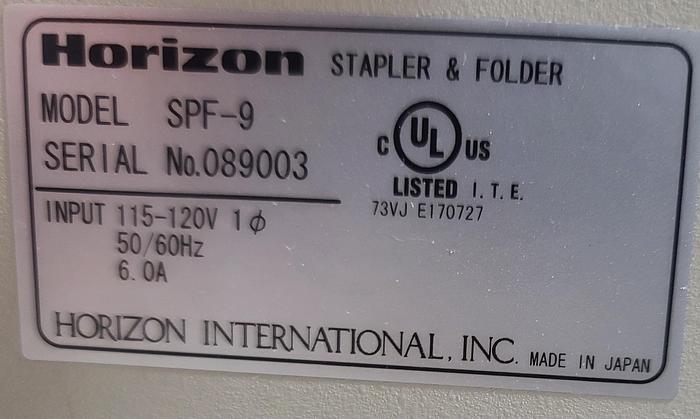 Horizon STAPLER & FOLDER
MODEL SPF-9
SERIAL No.089003
C UL US
LISTED I.T.E.
73VJ E170727
INPUT 115-120V 1ϕ
50/60Hz
6.0A
HORIZON INTERNATIONAL, INC. MADE IN JAPAN